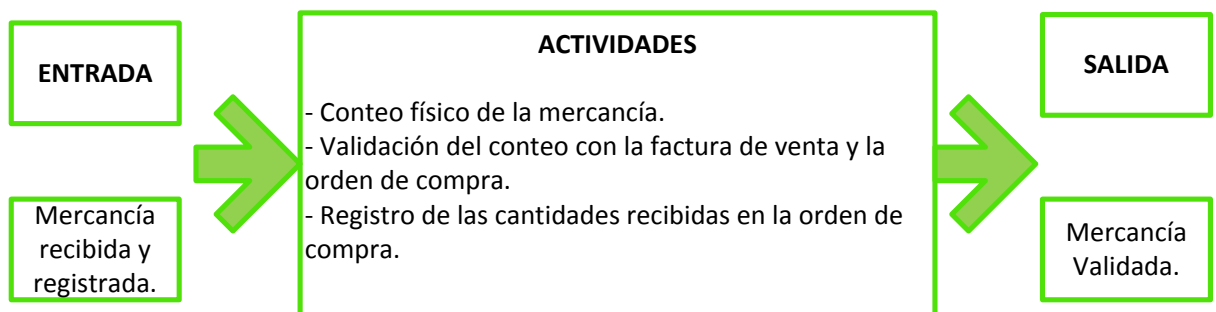 ENTRADA
Mercancía
recibida y
registrada.
ACTIVIDADES
- Conteo físico de la mercancía.
- Validación del conteo con la factura de venta y la
orden de compra.
- Registro de las cantidades recibidas en la orden de
compra.
SALIDA
Mercancía
Validada.